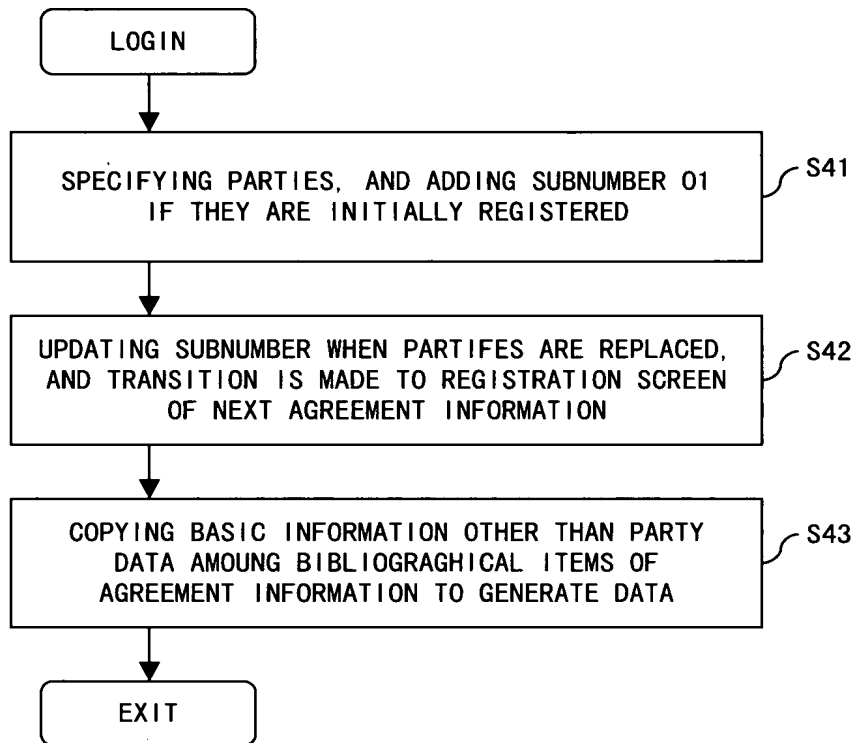 LOGIN
SPECIFYING PARTIES, AND ADDING SUBNUMBER 01
IF THEY ARE INITIALLY REGISTERED
S41
UPDATING SUBNUMBER WHEN PARTIFES ARE REPLACED,
AND TRANSITION IS MADE TO REGISTRATION SCREEN
OF NEXT AGREEMENT INFORMATION
S42
COPYING BASIC INFORMATION OTHER THAN PARTY
DATA AMOUNG BIBLIOGRAGHICAL ITEMS OF
AGREEMENT INFORMATION TO GENERATE DATA
S43
EXIT